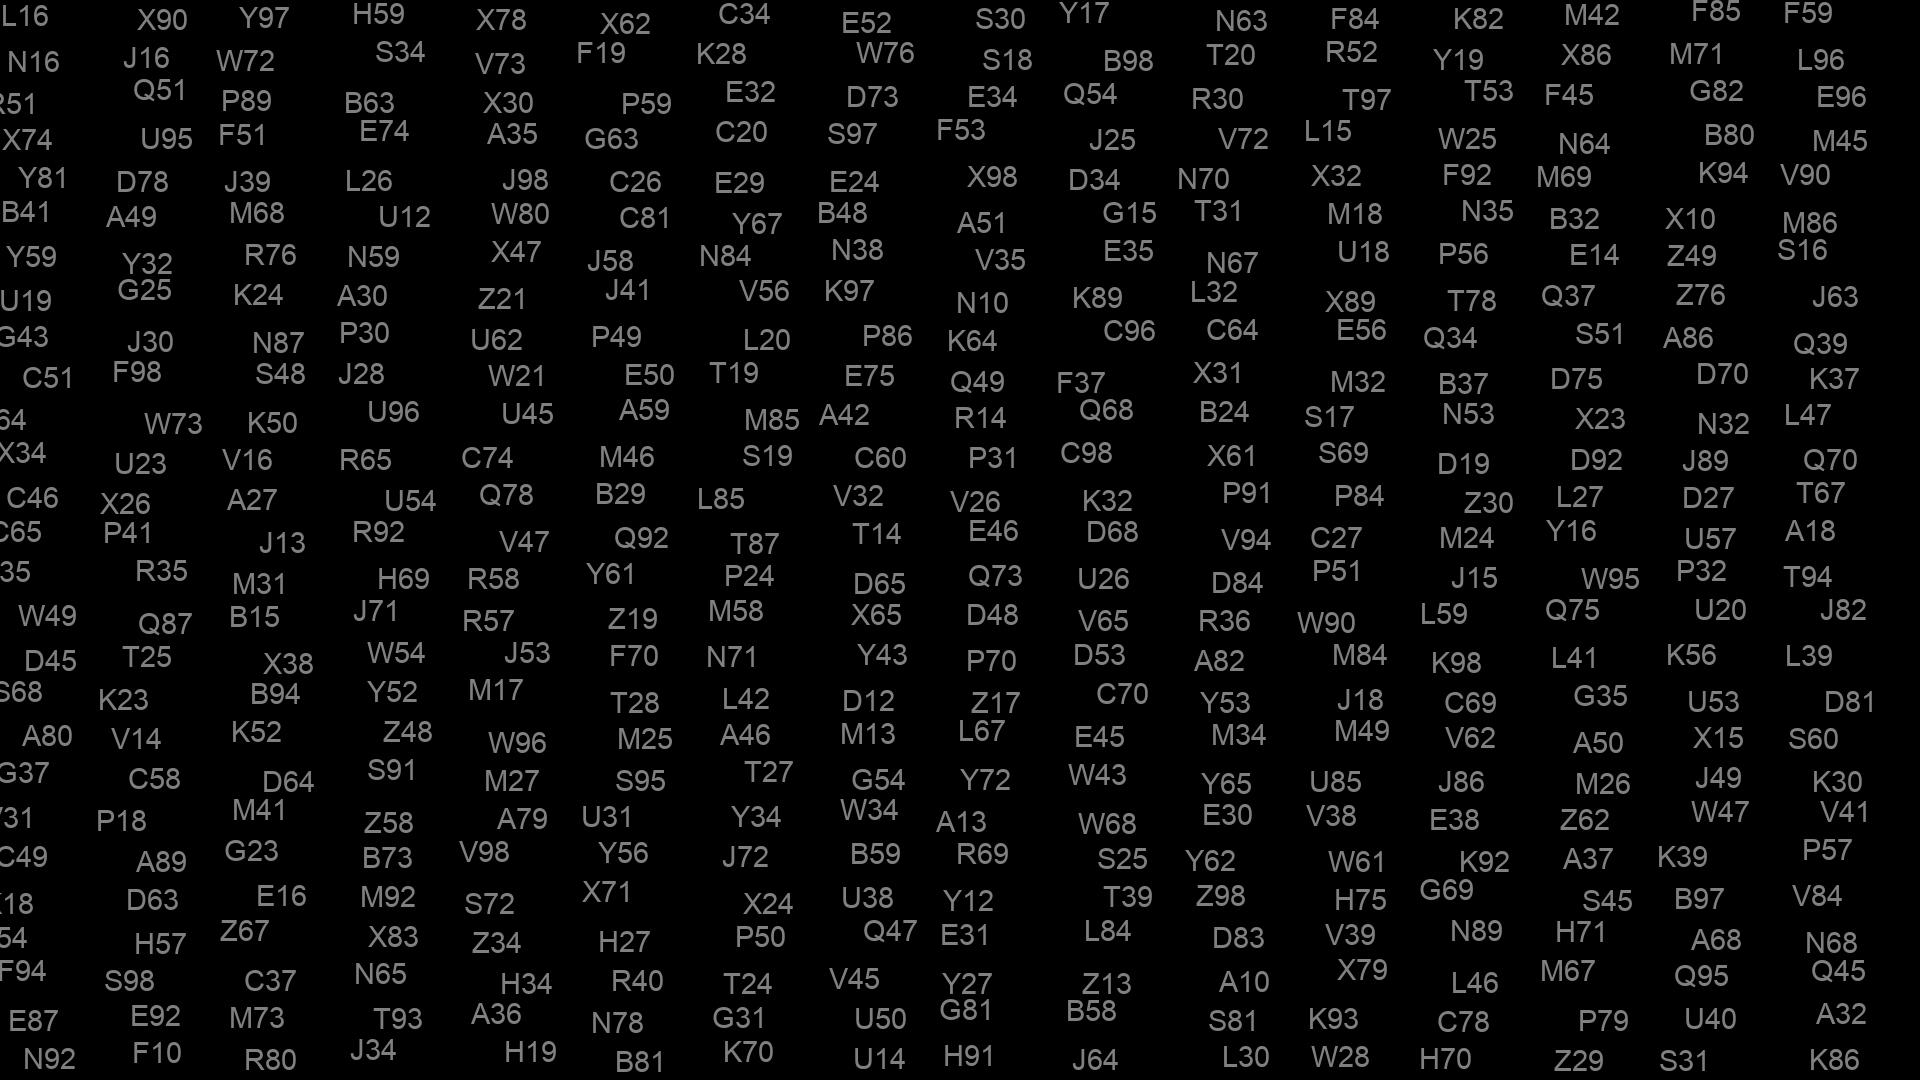 L16 X90 Y97 H59 X78 X62 C34 E52 S30 Y17 N63 F84 K82 M42 F85 F59
N16 J16 W72 S34 V73 F19 K28 W76 S18 B98 T20 R52 Y19 X86 M71 L96
R51 Q51 P89 B63 X30 P59 E32 D73 E34 Q54 R30 T97 T53 F45 G82 E96
X74 U95 F51 E74 A35 G63 C20 S97 F53 J25 V72 L15 W25 N64 B80 M45
Y81 D78 J39 L26 J98 C26 E29 E24 X98 D34 N70 X32 F92 M69 K94 V90
B41 A49 M68 U12 W80 C81 Y67 B48 A51 G15 T31 M18 N35 B32 X10 M86
Y59 Y32 R76 N59 X47 J58 N84 N38 V35 E35 N67 U18 P56 E14 Z49 S16
U19 G25 K24 A30 Z21 J41 V56 K97 N10 K89 L32 X89 T78 Q37 Z76 J63
G43 J30 N87 P30 U62 P49 L20 P86 K64 C96 C64 E56 Q34 S51 A86 Q39
C51 F98 S48 J28 W21 E50 T19 E75 Q49 F37 X31 M32 B37 D75 D70 K37
64 W73 K50 U96 U45 A59 M85 A42 R14 Q68 B24 S17 N53 X23 N32 L47
X34 U23 V16 R65 C74 M46 S19 C60 P31 C98 X61 S69 D19 D92 J89 Q70
C46 X26 A27 U54 Q78 B29 L85 V32 V26 K32 P91 P84 Z30 L27 D27 T67
C65 P41 J13 R92 V47 Q92 T87 T14 E46 D68 V94 C27 M24 Y16 U57 A18
35 R35 M31 H69 R58 Y61 P24 D65 Q73 U26 D84 P51 J15 W95 P32 T94
W49 Q87 B15 J71 R57 Z19 M58 X65 D48 V65 R36 W90 L59 Q75 U20 J82
D45 T25 X38 W54 J53 F70 N71 Y43 P70 D53 A82 M84 K98 L41 K56 L39
S68 K23 B94 Y52 M17 T28 L42 D12 Z17 C70 Y53 J18 C69 G35 U53 D81
A80 V14 K52 Z48 W96 M25 A46 M13 L67 E45 M34 M49 V62 A50 X15 S60
G37 C58 D64 S91 M27 S95 T27 G54 Y72 W43 Y65 U85 J86 M26 J49 K30
31 P18 M41 Z58 A79 U31 Y34 W34 A13 W68 E30 V38 E38 Z62 W47 V41
C49 A89 G23 B73 V98 Y56 J72 B59 R69 S25 Y62 W61 K92 A37 K39 P57
18 D63 E16 M92 S72 X71 X24 U38 Y12 T39 Z98 H75 G69 S45 B97 V84
54 H57 Z67 X83 Z34 H27 P50 Q47 E31 L84 D83 V39 N89 H71 A68 N68
F94 S98 C37 N65 H34 R40 T24 V45 Y27 Z13 A10 X79 L46 M67 Q95 Q45
E87 E92 M73 T93 A36 N78 G31 U50 G81 B58 S81 K93 C78 P79 U40 A32
N92 F10 R80 J34 H19 B81 K70 U14 H91 J64 L30 W28 H70 Z29 S31 K86